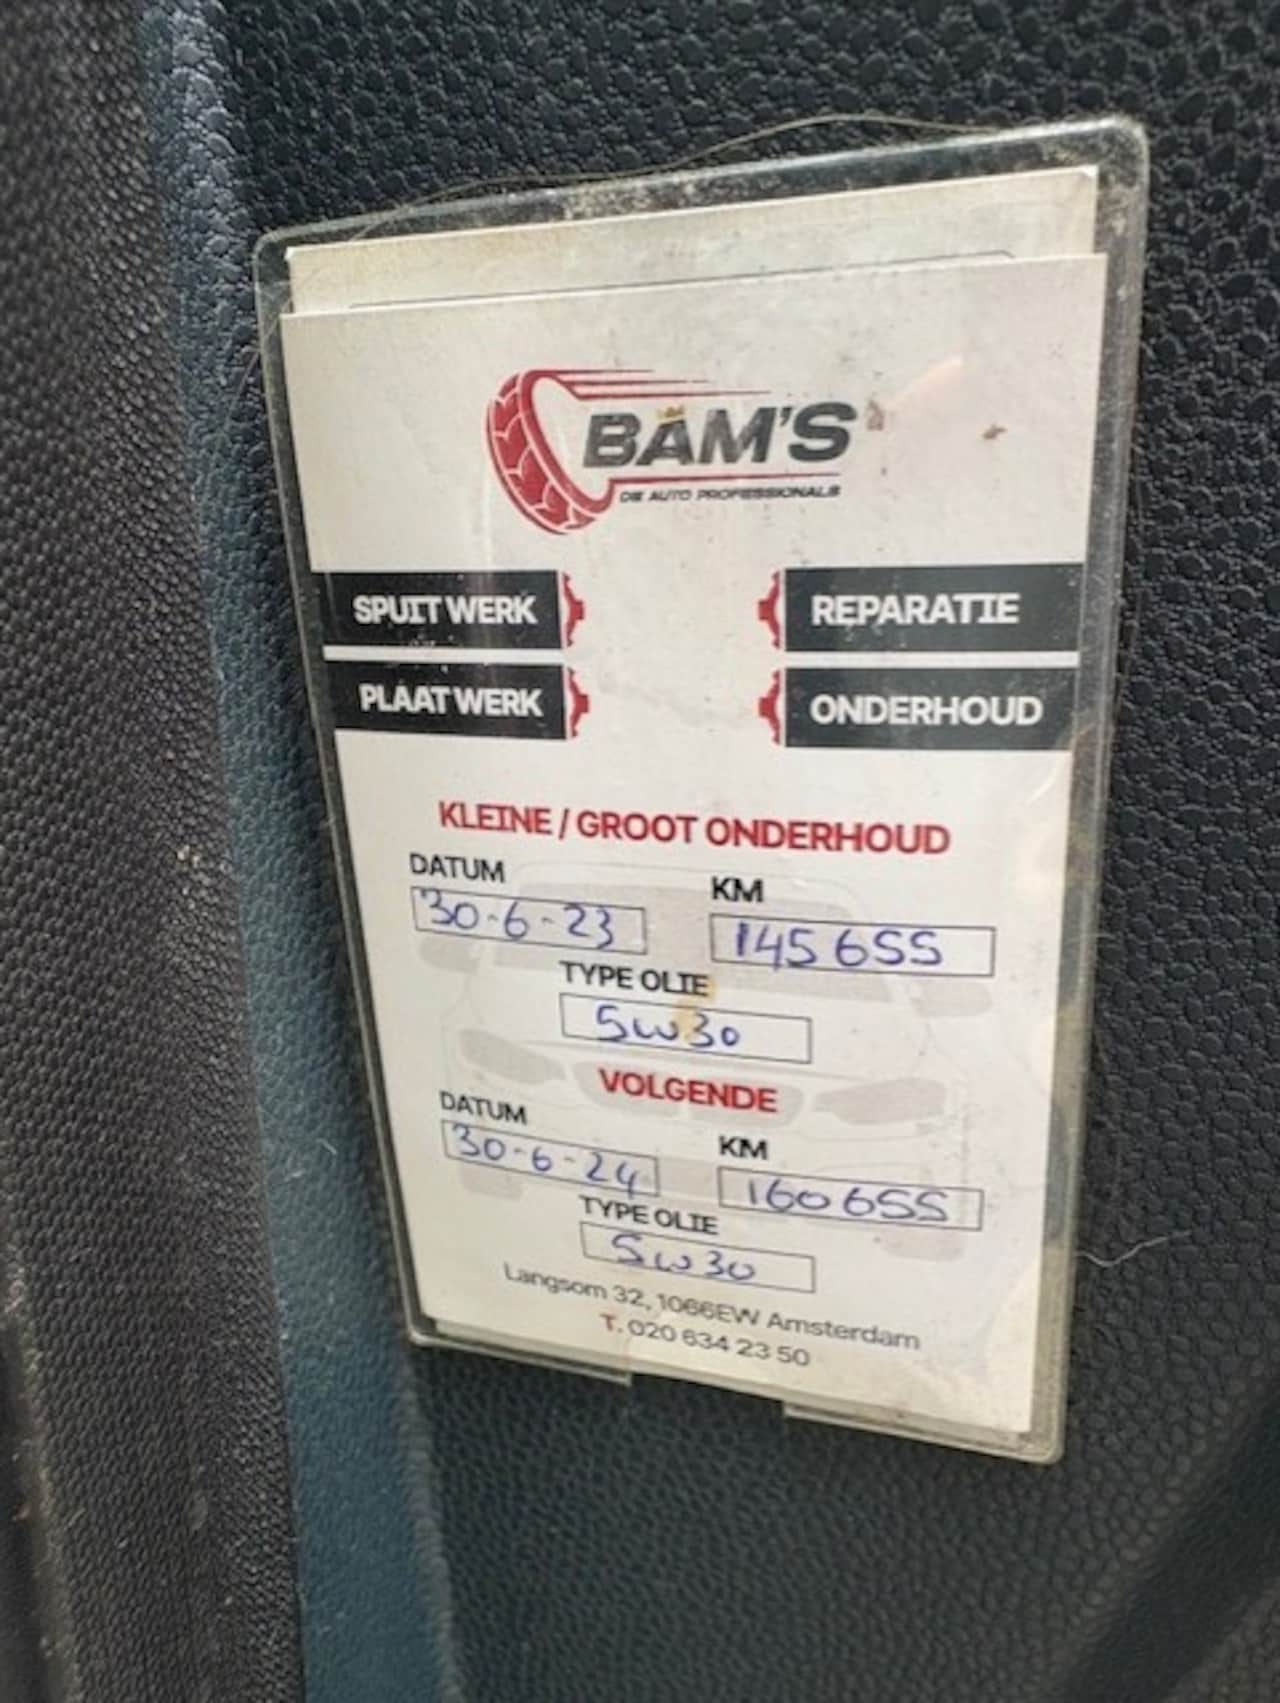 BAM'S
DE AUTO PROFESSIONALS
SPUIT WERK
REPARATIE
PLAAT WERK
ONDERHOUD
KLEINE / GROOT ONDERHOUD
DATUM
KM
30-6-23
145655
TYPE OLIE
5W30
VOLGENDE
DATUM
KM
30-6-24
160655
TYPE OLIE
5W30
Langsom 32, 1066EW Amsterdam
T. 020 634 23 50